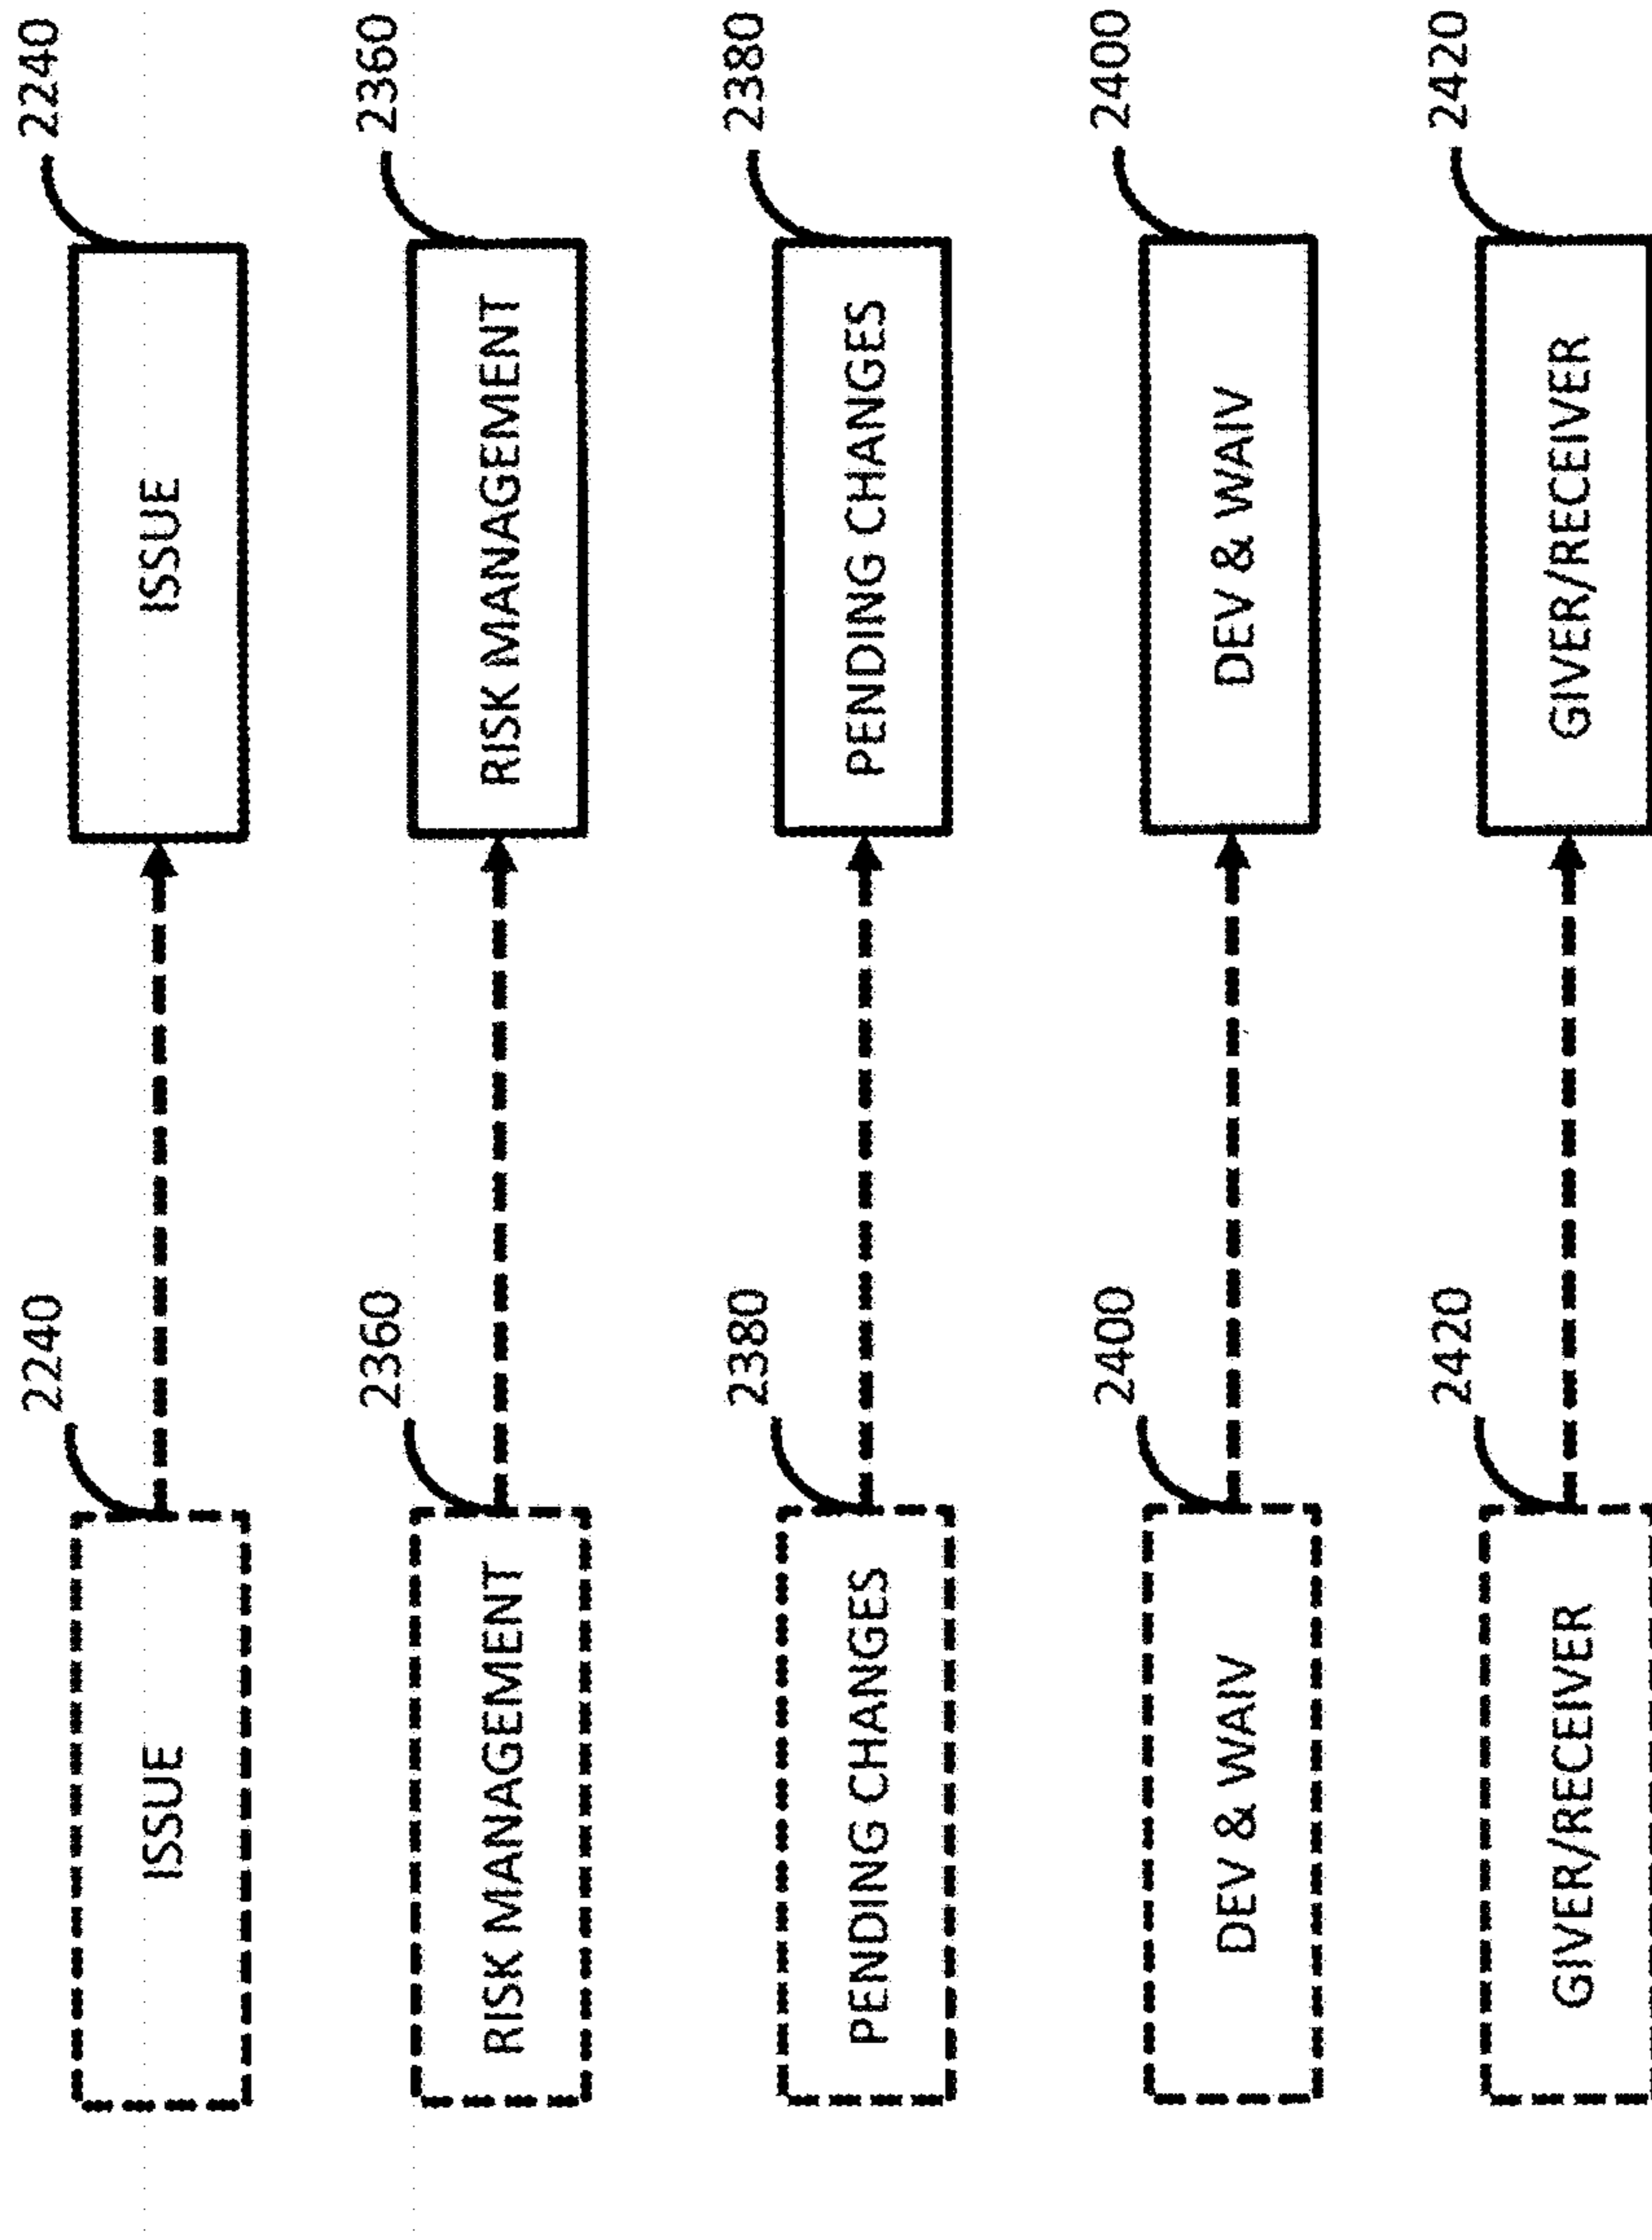 2240
2240
ISSUE
ISSUE
2360
2360
RISK MANAGEMENT
RISK MANAGEMENT
2380
2380
PENDING CHANGES
PENDING CHANGES
2400
2400
DEV & WAIV
DEV & WAIV
2420
2420
GIVER/RECEIVER
GIVER/RECEIVER